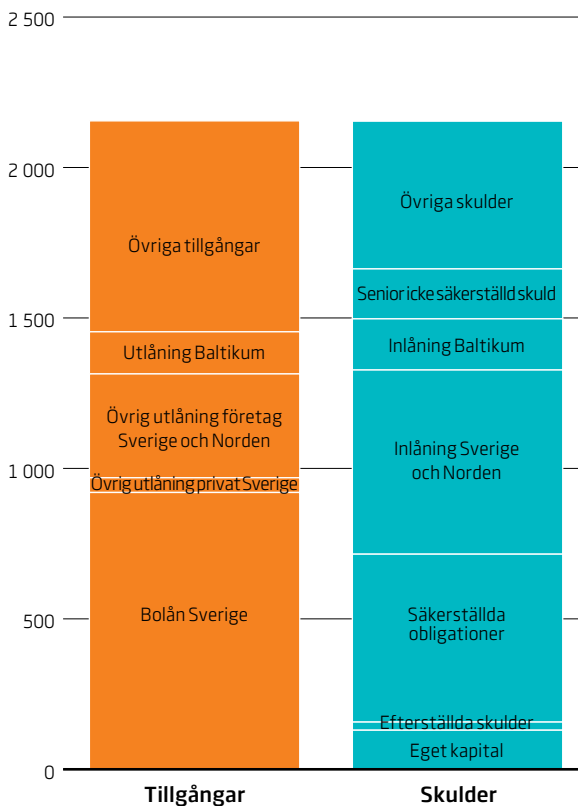 2 500
2 000
1 500
1 000
500
0
Övriga tillgångar
Utlåning Baltikum
Övrig utlåning företag
Sverige och Norden
Övrig utlåning privat Sverige
Bolån Sverige
Tillgångar
Övriga skulder
Senior icke säkerställd skuld
Inlåning Baltikum
Inlåning Sverige
och Norden
Säkerställda
obligationer
Efterställda skulder
Eget kapital
Skulder